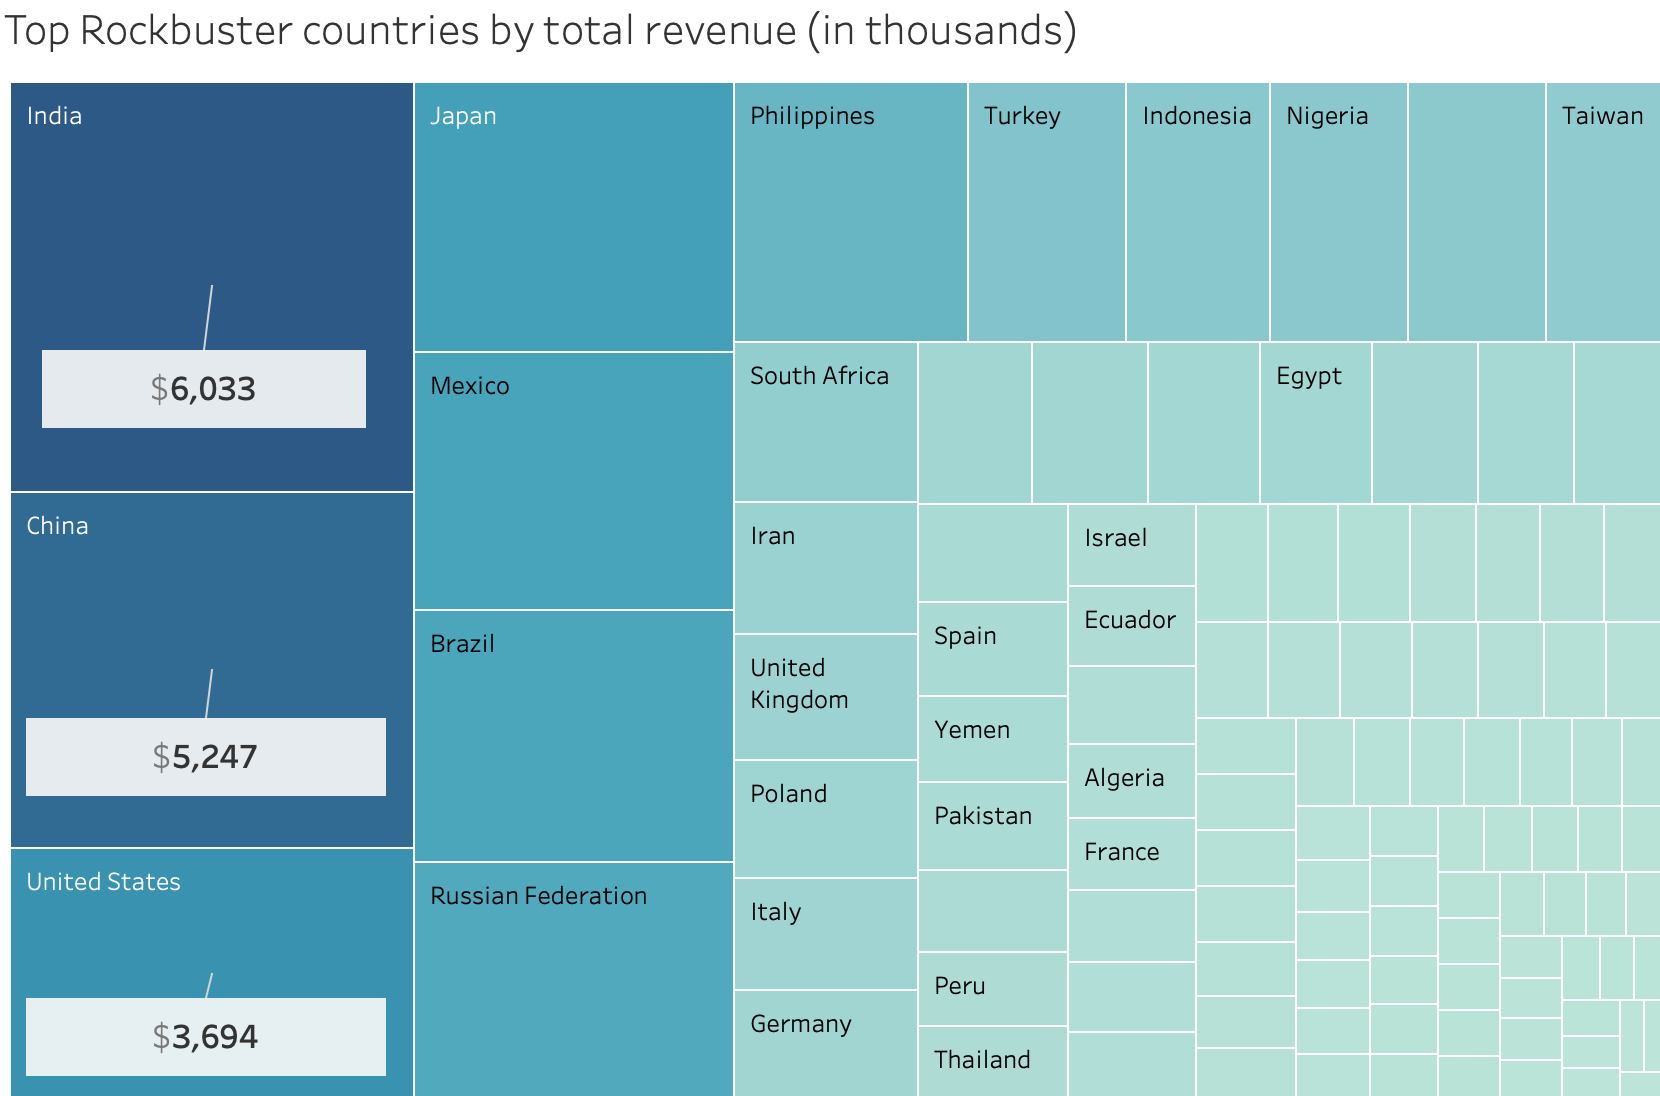 Top Rockbuster countries by total revenue (in thousands)
India
$6,033
China
$5,247
United States
$3,694
Japan
Mexico
Brazil
Russian Federation
Philippines
Turkey
Indonesia
Nigeria
Taiwan
South Africa
Egypt
Iran
United
Kingdom
Poland
Italy
Germany
Spain
Yemen
Pakistan
Peru
Thailand
Israel
Ecuador
Algeria
France